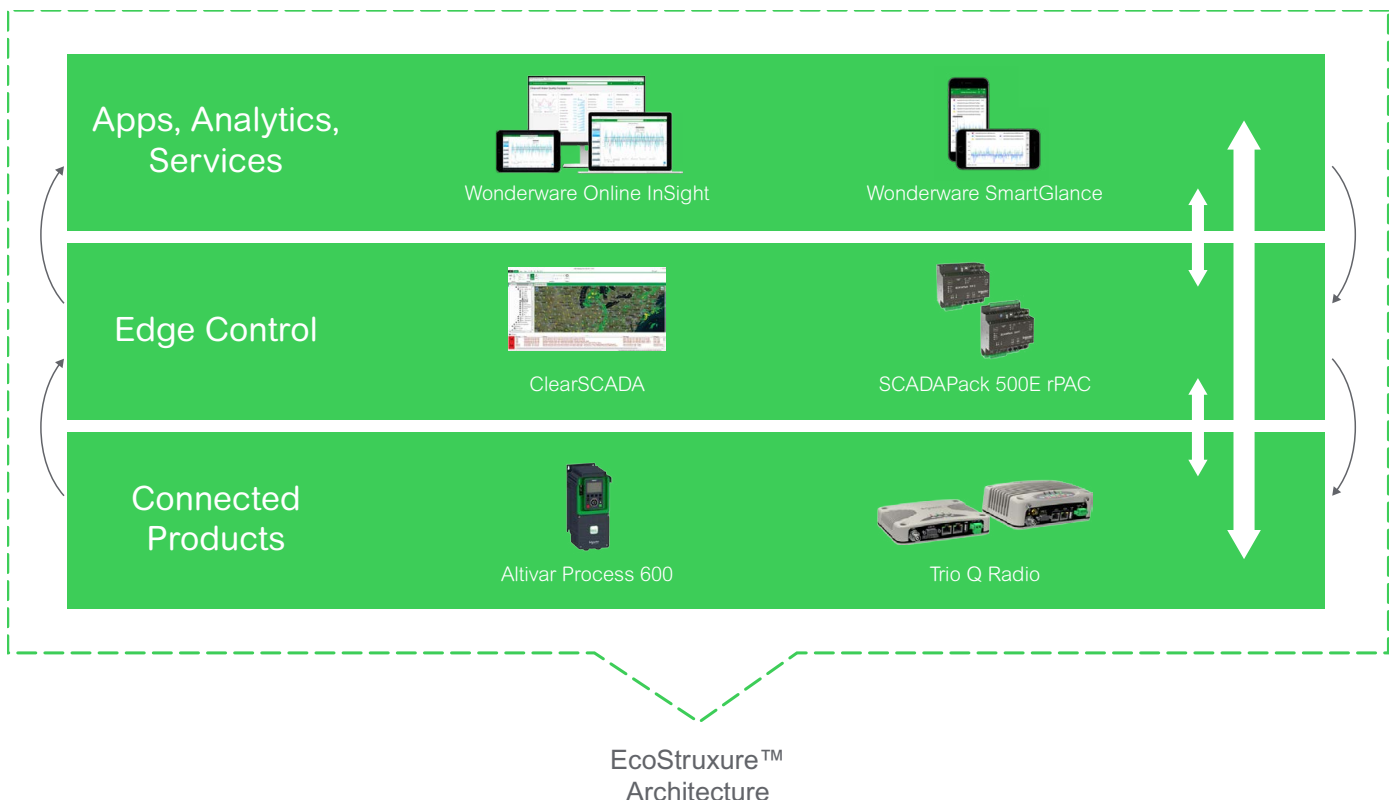 Apps, Analytics,
Services
Wonderware Online InSight
Wonderware SmartGlance
Edge Control
ClearSCADA
SCADAPack 500E rPAC
Connected
Products
Altivar Process 600
Trio Q Radio
EcoStruxure™
Architecture